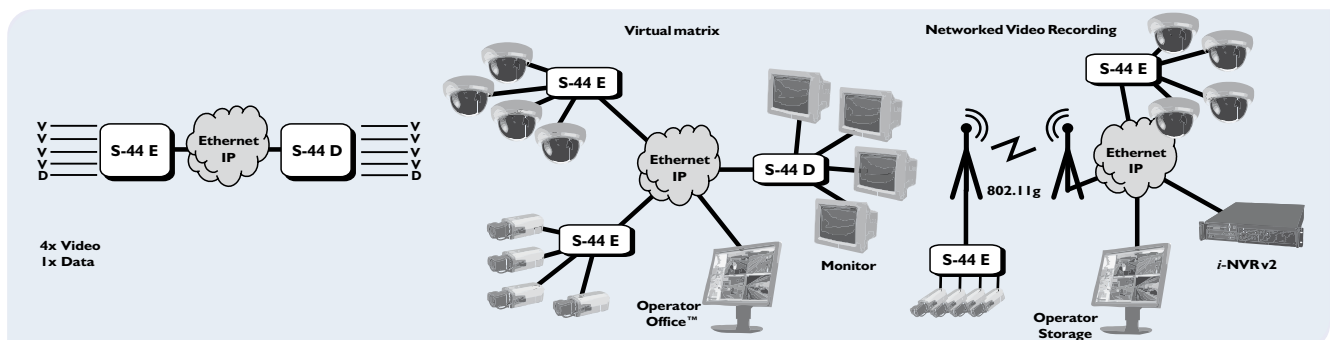 Virtual matrix
Networked Video Recording
V
V
V
V
D
S-44 E
Ethernet
IP
S-44 D
V
V
V
V
D
4x Video
1x Data
S-44 E
Ethernet
IP
S-44 D
S-44 E
Monitor
Operator
Office™
S-44 E
802.11g
Ethernet
IP
S-44 E
i-NVR v2
Operator
Storage